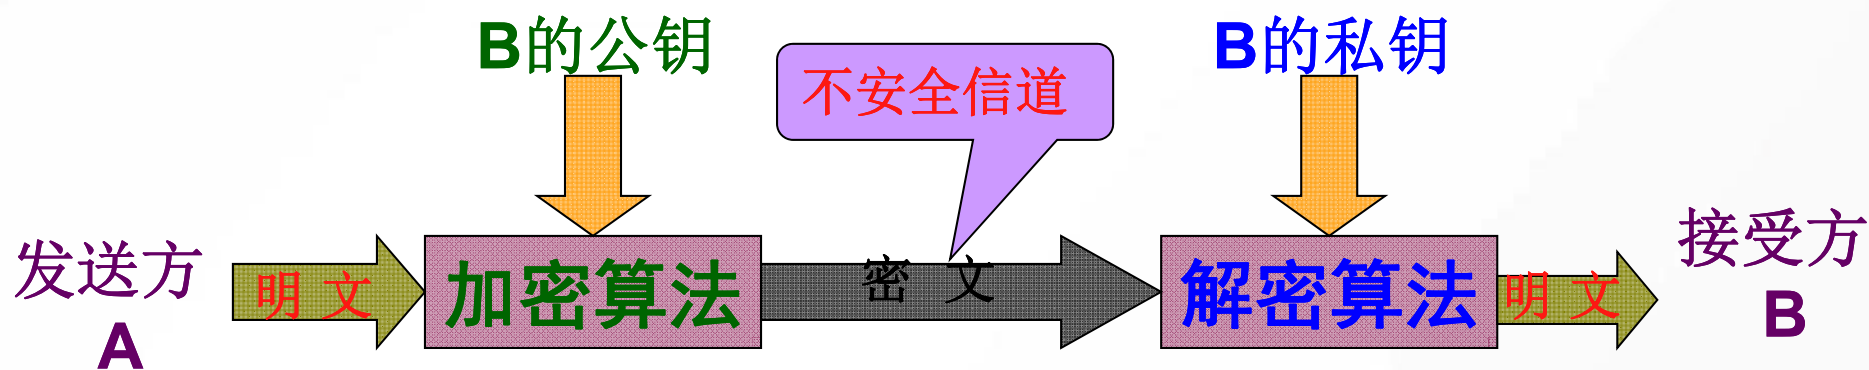 B的公钥
B的私钥
不安全信道
发送方
A
明 文
加密算法
密 文
解密算法
明 文
接受方
B